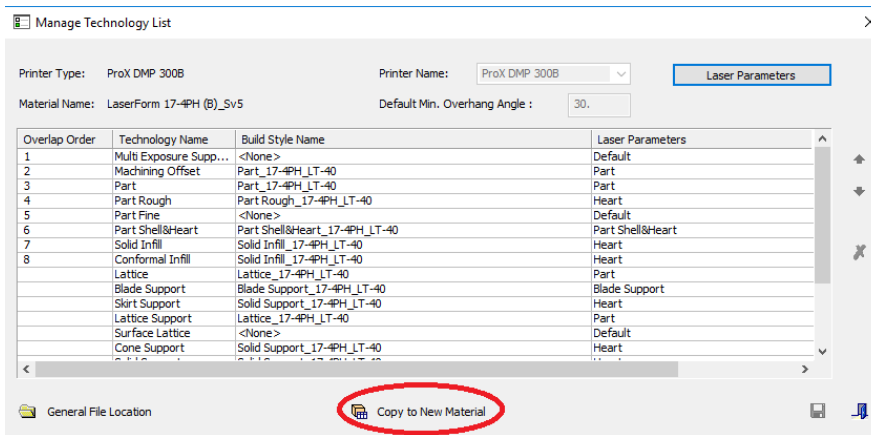 Manage Technology List
Printer Type: ProX DMP 300B Printer Name: ProX DMP 300B Laser Parameters
Material Name: LaserForm 17-4PH (B)_Sv5 Default Min. Overhang Angle : 30.
Overlap Order Technology Name Build Style Name Laser Parameters
1 Multi Exposure Supp... <None> Default
2 Machining Offset Part_17-4PH_LT-40 Part
3 Part Part_17-4PH_LT-40 Part
4 Part Rough Part Rough_17-4PH_LT-40 Heart
5 Part Fine <None> Default
6 Part Shell&Heart Part Shell&Heart_17-4PH_LT-40 Part Shell&Heart
7 Solid Infill Solid Infill_17-4PH_LT-40 Heart
8 Conformal Infill Solid Infill_17-4PH_LT-40 Heart
Lattice Lattice_17-4PH_LT-40 Part
Blade Support Blade Support_17-4PH_LT-40 Blade Support
Skirt Support Solid Support_17-4PH_LT-40 Heart
Lattice Support Lattice_17-4PH_LT-40 Part
Surface Lattice <None> Default
Cone Support Solid Support_17-4PH_LT-40 Heart
General File Location Copy to New Material